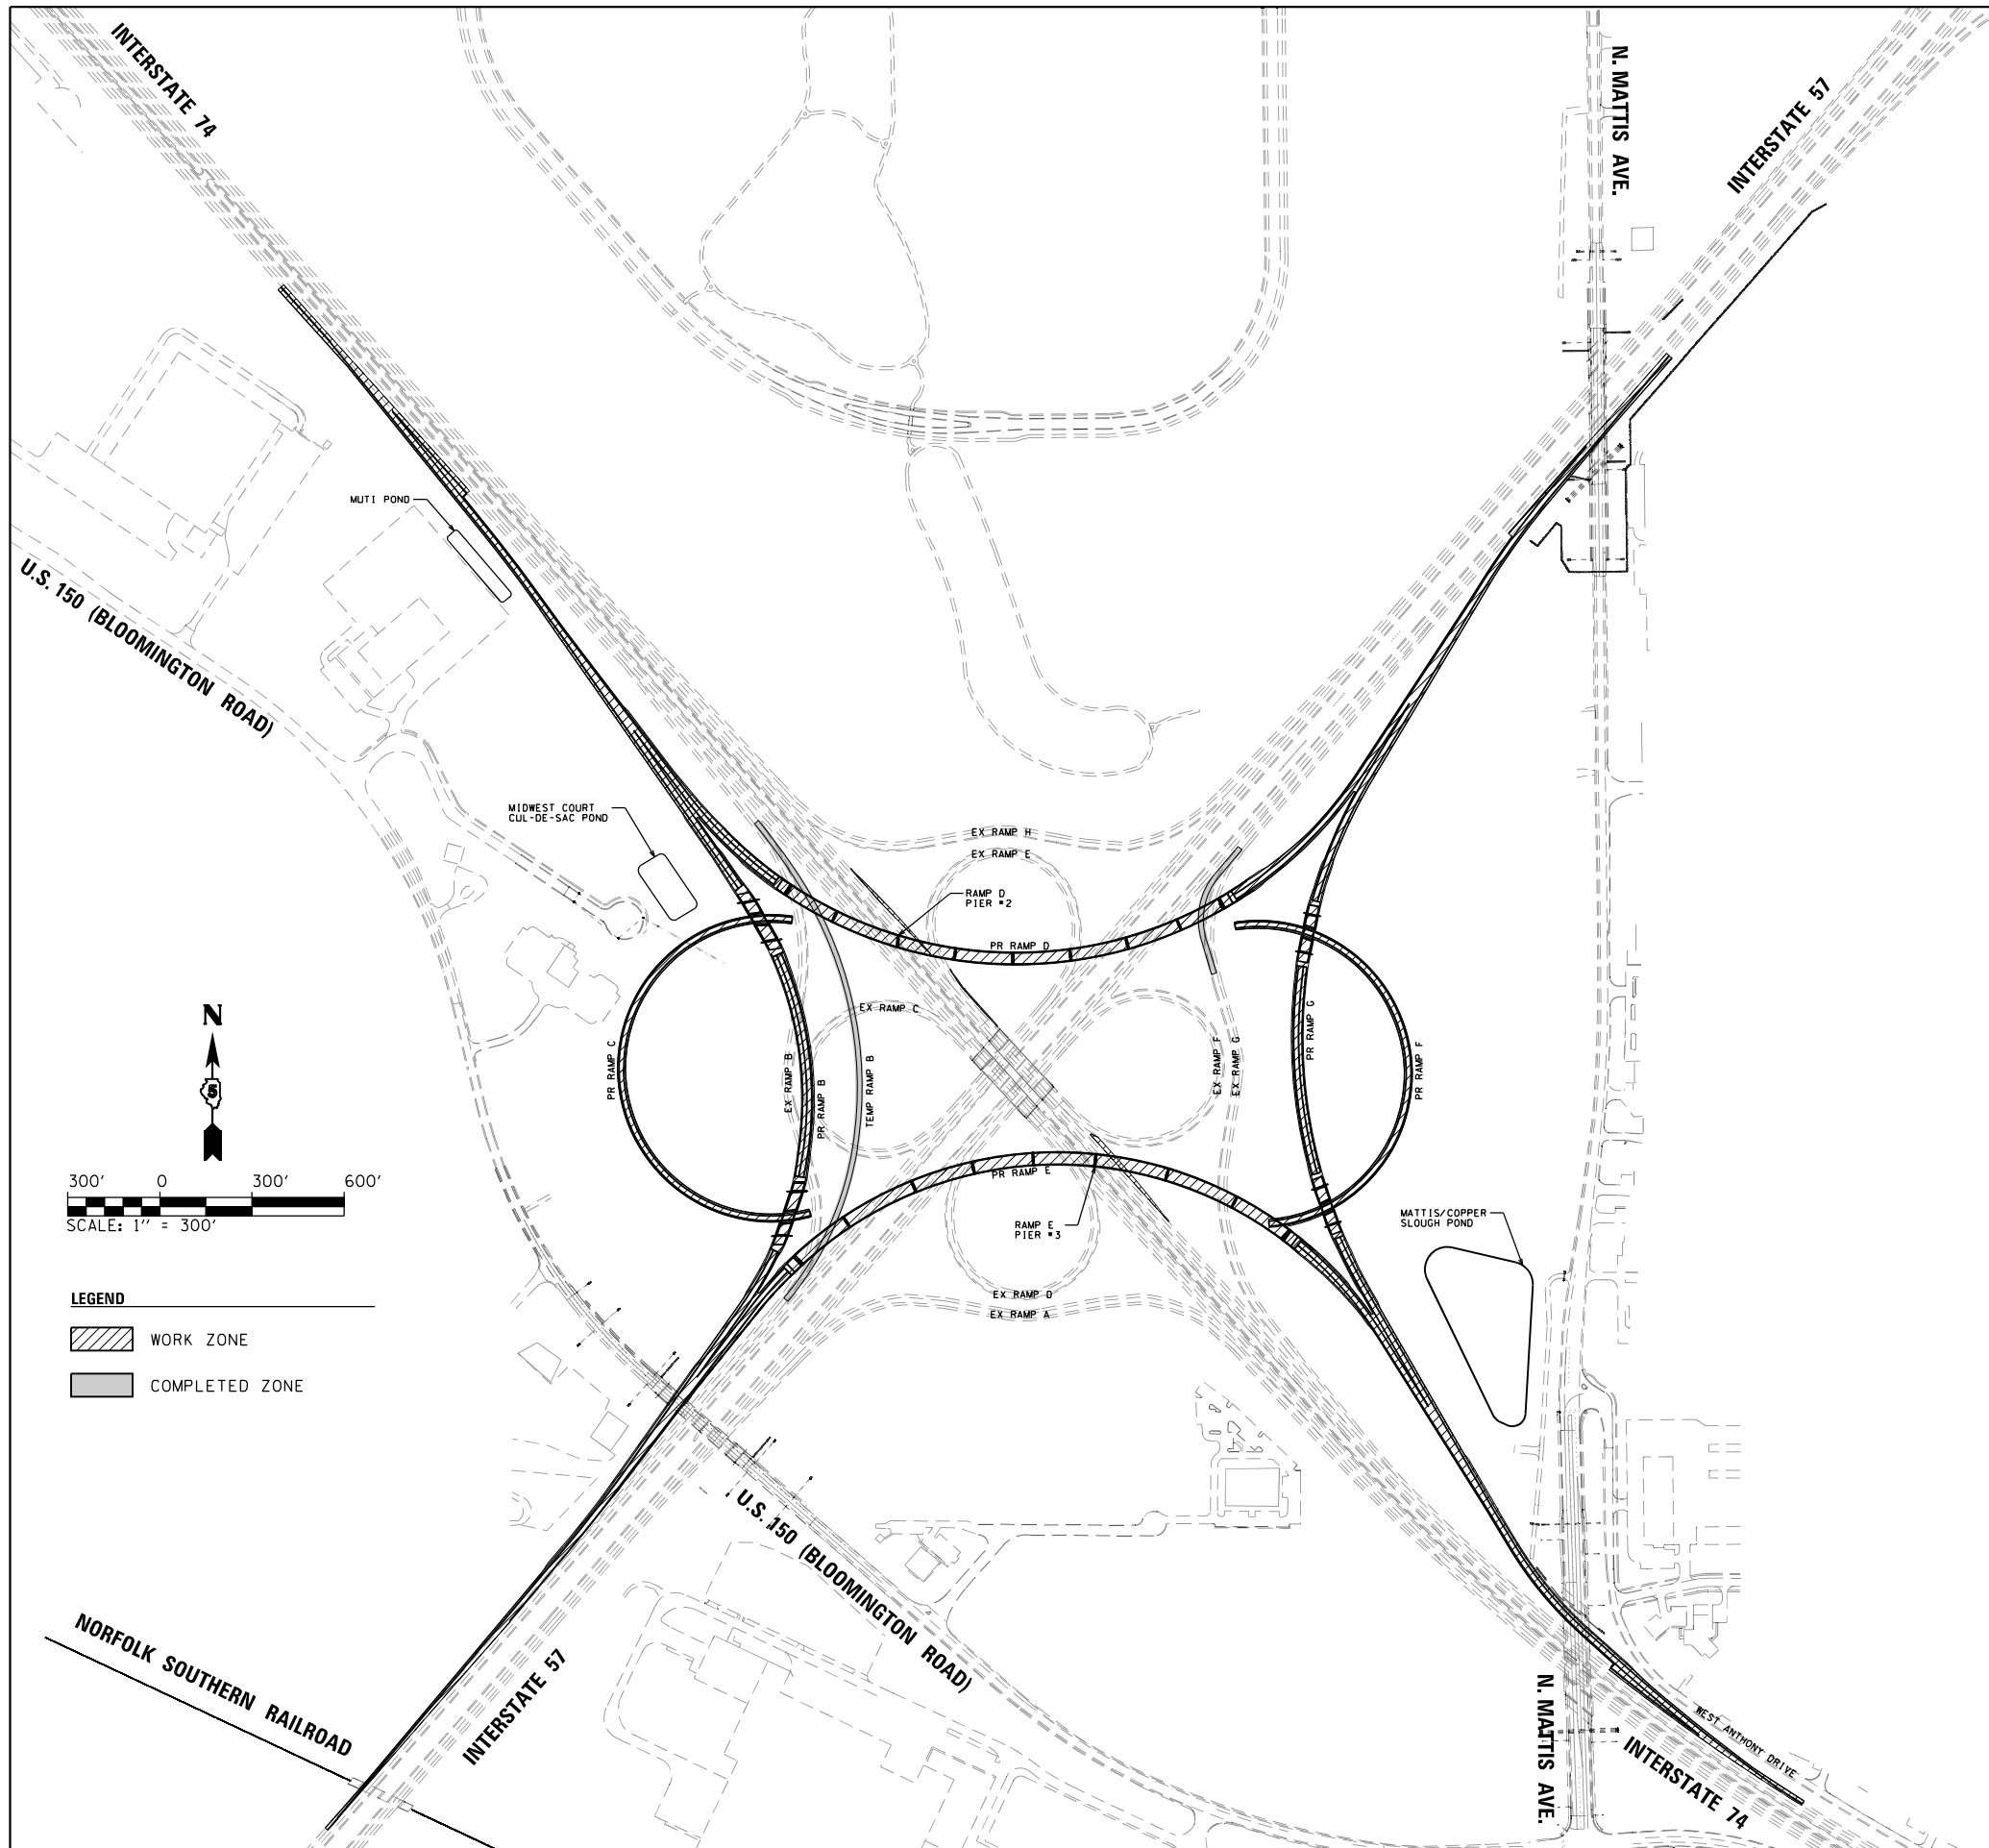 INTERSTATE 74
N. MATTIS AVE.
INTERSTATE 57
MUTI POND
U.S. 150 (BLOOMINGTON ROAD)
MIDWEST COURT
CUL-DE-SAC POND
EX RAMP H
EX RAMP E
RAMP D
PIER #2
PR RAMP D
EX RAMP C
N
5
PR RAMP C
EX RAMP B
PR RAMP B
TEMP RAMP B
EX RAMP F
EX RAMP G
PR RAMP G
PR RAMP F
300' 0 300' 600'
SCALE: 1'' = 300'
PR RAMP E
RAMP E
PIER #3
MATTIS/COPPER
SLOUGH POND
EX RAMP D
EX RAMP A
LEGEND
WORK ZONE
COMPLETED ZONE
U.S. 150 (BLOOMINGTON ROAD)
NORFOLK SOUTHERN RAILROAD
INTERSTATE 57
N. MATTIS AVE.
WEST ANTHONY DRIVE
INTERSTATE 74